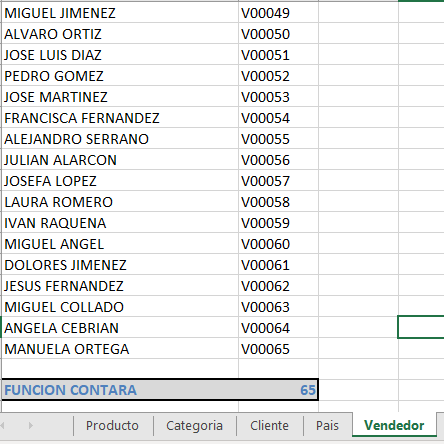 MIGUEL JIMENEZ V00049
ALVARO ORTIZ V00050
JOSE LUIS DIAZ V00051
PEDRO GOMEZ V00052
JOSE MARTINEZ V00053
FRANCISCA FERNANDEZ V00054
ALEJANDRO SERRANO V00055
JULIAN ALARCON V00056
JOSEFA LOPEZ V00057
LAURA ROMERO V00058
IVAN RAQUENA V00059
MIGUEL ANGEL V00060
DOLORES JIMENEZ V00061
JESUS FERNANDEZ V00062
MIGUEL COLLADO V00063
ANGELA CEBRIAN V00064
MANUELA ORTEGA V00065
FUNCION CONTARA 65
Producto Categoria Cliente Pais Vendedor